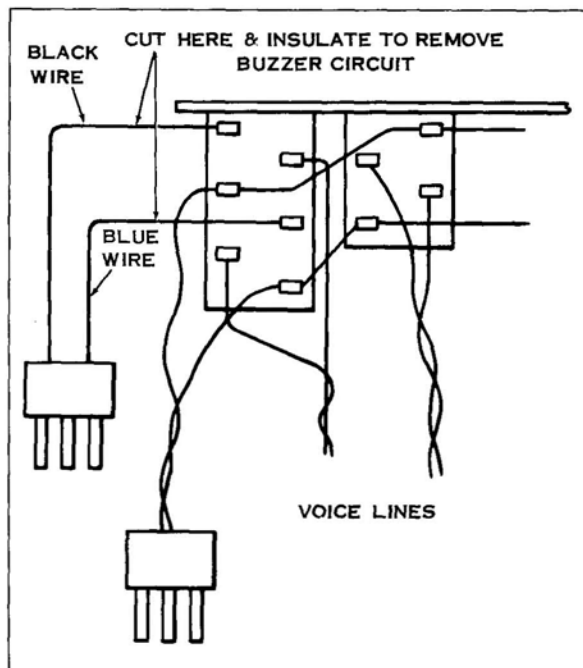 CUT HERE & INSULATE TO REMOVE
BUZZER CIRCUIT
BLACK
WIRE
BLUE
WIRE
VOICE LINES